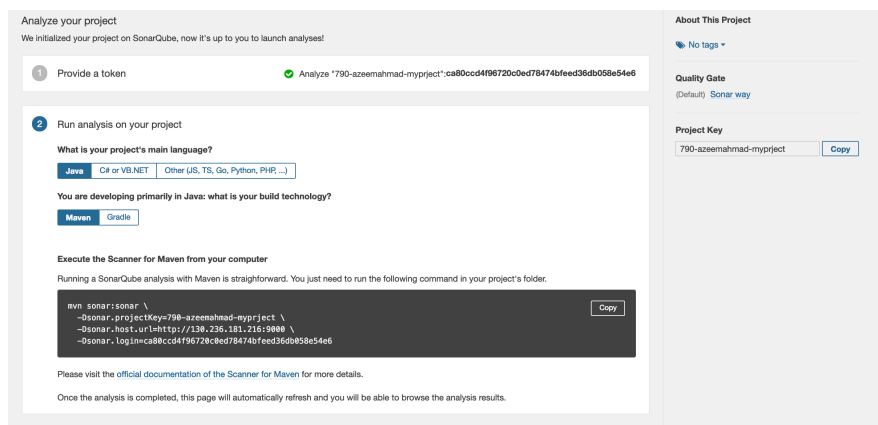 Analyze your project
We initialized your project on SonarQube, now it's up to you to launch analyses!
1 Provide a token
Analyze "790-azeemahmad-myprject":ca80ccd4f96720c0ed78474bfeed36db058e54e6
2 Run analysis on your project
What is your project's main language?
Java C# or VB.NET Other (JS, TS, Go, Python, PHP, ...)
You are developing primarily in Java: what is your build technology?
Maven Gradle
Execute the Scanner for Maven from your computer
Running a SonarQube analysis with Maven is straighforward. You just need to run the following command in your project's folder.
mvn sonar:sonar \
-Dsonar.projectKey=790-azeemahmad-myprject \
-Dsonar.host.url=http://130.236.181.216:9000 \
-Dsonar.login=ca80ccd4f96720c0ed78474bfeed36db058e54e6
Copy
Please visit the official documentation of the Scanner for Maven for more details.
Once the analysis is completed, this page will automatically refresh and you will be able to browse the analysis results.
About This Project
No tags
Quality Gate
(Default) Sonar way
Project Key
790-azeemahmad-myprject Copy